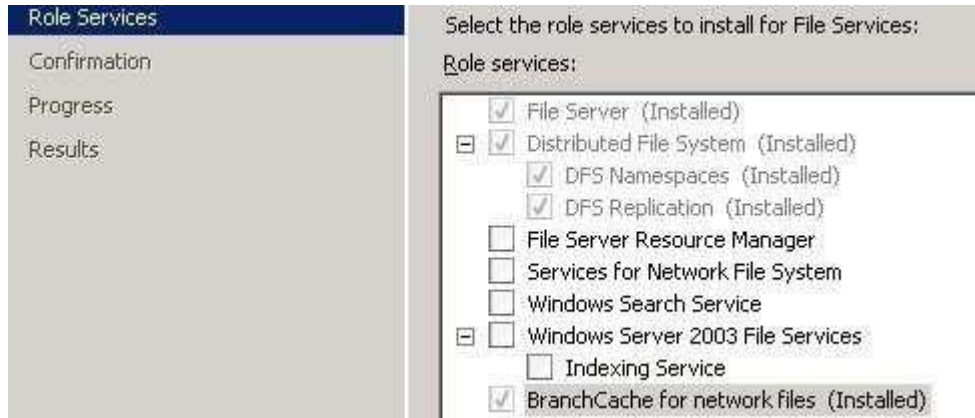 Role Services
Confirmation
Progress
Results
Select the role services to install for File Services:
Role services:
File Server (Installed)
Distributed File System (Installed)
DFS Namespaces (Installed)
DFS Replication (Installed)
File Server Resource Manager
Services for Network File System
Windows Search Service
Windows Server 2003 File Services
Indexing Service
BranchCache for network files (Installed)